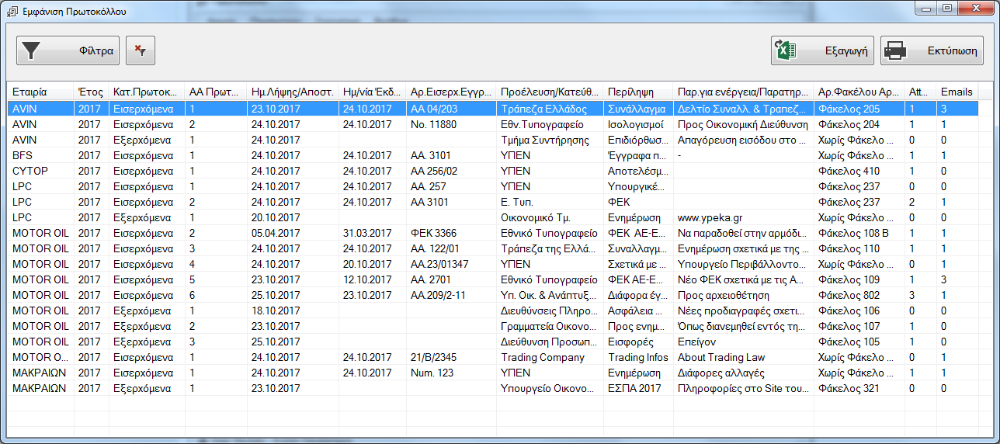 Εμφάνιση Πρωτοκόλλου
Φίλτρα Εξαγωγή Εκτύπωση
Εταιρία Έτος Κατ.Πρωτοκ... ΑΑ Πρωτ... Ημ.Λήψης/Αποστ. Ημ/νία Έκδ... Αρ.Εισερχ.Εγγρ... Προέλευση/Κατεύθ... Περίληψη Παρ.για ενέργεια/Παρατηρ... Αρ.Φακέλου Αρ... Att... Emails
AVIN 2017 Εισερχόμενα 1 23.10.2017 24.10.2017 ΑΑ 04/203 Τράπεζα Ελλάδος Συνάλλαγμα Δελτίο Συναλλ. & Τραπεζ... Φάκελος 205 1 3
AVIN 2017 Εισερχόμενα 2 24.10.2017 24.10.2017 No. 11880 Εθν.Τυπογραφείο Ισολογισμοί Προς Οικονομική Διεύθυνση Φάκελος 204 1 1
AVIN 2017 Εξερχόμενα 1 24.10.2017 Τμήμα Συντήρησης Επιδιόρθωσ... Απαγόρευση εισόδου στο ... Χωρίς Φάκελο ... 0 0
BFS 2017 Εισερχόμενα 1 24.10.2017 24.10.2017 ΑΑ. 3101 ΥΠΕΝ Έγγραφα π... - Χωρίς Φάκελο ... 1 1
CYTOP 2017 Εισερχόμενα 1 24.10.2017 24.10.2017 ΑΑ 256/02 ΥΠΕΝ Αποτελέσμ... Φάκελος 410 1 0
LPC 2017 Εισερχόμενα 1 24.10.2017 24.10.2017 ΑΑ. 257 ΥΠΕΝ Υπουργικέ... Φάκελος 237 0 0
LPC 2017 Εισερχόμενα 2 24.10.2017 24.10.2017 ΑΑ 3101 Ε. Τυπ. ΦΕΚ Φάκελος 237 2 1
LPC 2017 Εξερχόμενα 1 20.10.2017 Οικονομικό Τμ. Ενημέρωση www.ypeka.gr Χωρίς Φάκελο ... 0 0
MOTOR OIL 2017 Εισερχόμενα 2 05.04.2017 31.03.2017 ΦΕΚ 3366 Εθνικό Τυπογραφείο ΦΕΚ ΑΕ-Ε... Να παραδοθεί στην αρμόδι... Φάκελος 108 Β 1 1
MOTOR OIL 2017 Εισερχόμενα 3 24.10.2017 24.10.2017 ΑΑ. 122/01 Τράπεζα της Ελλά... Συναλλαγμ... Ενημέρωση σχετικά με της ... Φάκελος 110 1 1
MOTOR OIL 2017 Εισερχόμενα 4 24.10.2017 20.10.2017 ΑΑ.23/01347 ΥΠΕΝ Σχετικά με ... Υπουργείο Περιβάλλοντο... Χωρίς Φάκελο ... 0 1
MOTOR OIL 2017 Εισερχόμενα 5 23.10.2017 12.10.2017 ΑΑ. 2701 Εθνικό Τυπογραφείο ΦΕΚ ΑΕ-Ε... Νέο ΦΕΚ σχετικά με τις Α... Φάκελος 109 1 3
MOTOR OIL 2017 Εισερχόμενα 6 25.10.2017 23.10.2017 ΑΑ.209/2-11 Υπ. Οικ. & Ανάπτυξ... Διάφορα έγ... Προς αρχειοθέτηση Φάκελος 802 3 1
MOTOR OIL 2017 Εξερχόμενα 1 18.10.2017 Διευθύνσεις Πληρο... Ασφάλεια ... Νέες προδιαγραφές σχετι... Φάκελος 106 0 0
MOTOR OIL 2017 Εξερχόμενα 2 23.10.2017 Γραμματεία Οικονο... Προς ενημ... Όπως διανεμηθεί εντός τη... Φάκελος 107 1 0
MOTOR OIL 2017 Εξερχόμενα 3 25.10.2017 Διεύθυνση Προσωπ... Εισφορές Επείγον Φάκελος 105 1 0
MOTOR O... 2017 Εισερχόμενα 1 24.10.2017 24.10.2017 21/Β/2345 Trading Company Trading Infos About Trading Law Χωρίς Φάκελο ... 0 1
ΜΑΚΡΑΙΩΝ 2017 Εισερχόμενα 1 24.10.2017 24.10.2017 Num. 123 ΥΠΕΝ Ενημέρωση Διάφορες αλλαγές Χωρίς Φάκελο ... 1 1
ΜΑΚΡΑΙΩΝ 2017 Εξερχόμενα 1 23.10.2017 Υπουργείο Οικονο... ΕΣΠΑ 2017 Πληροφορίες στο Site του... Φάκελος 321 0 0